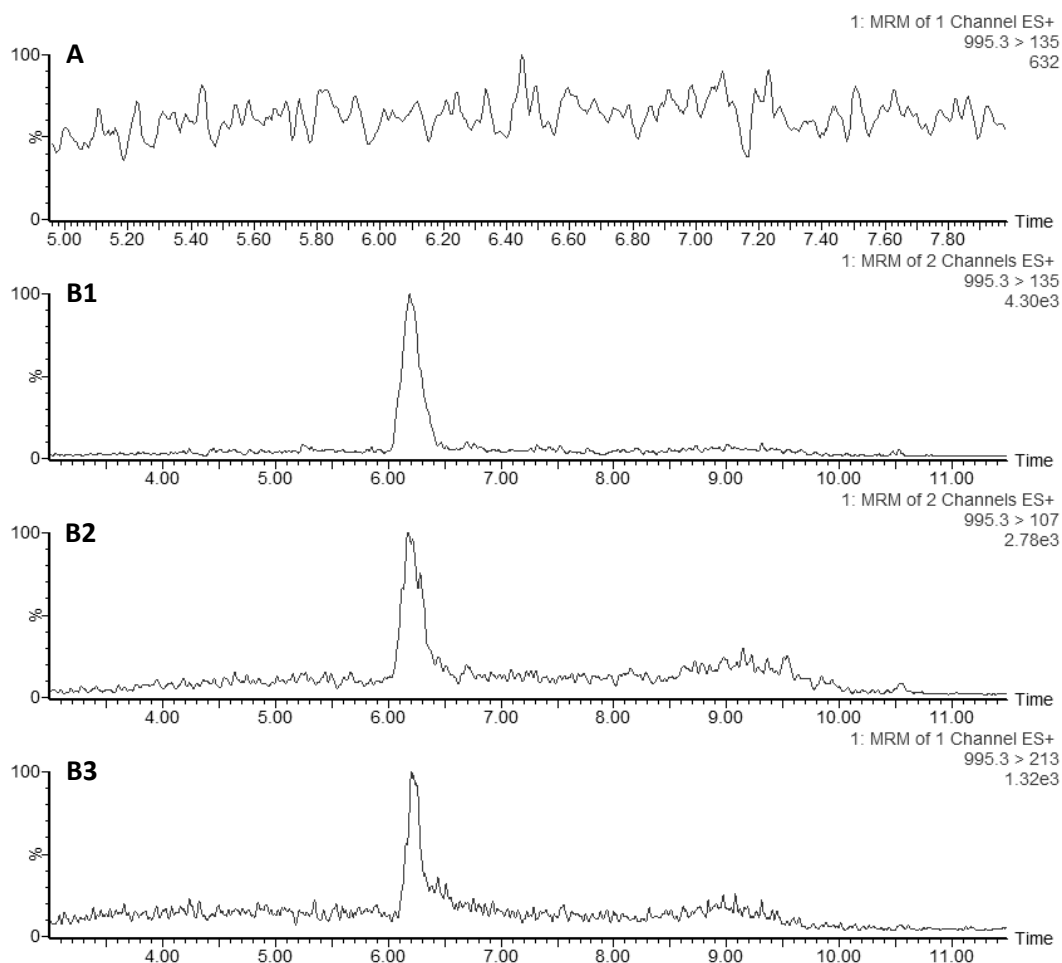 1: MRM of 1 Channel ES+
995.3 > 135
632
A
100
%
0
5.00 5.20 5.40 5.60 5.80 6.00 6.20 6.40 6.60 6.80 7.00 7.20 7.40 7.60 7.80
Time
1: MRM of 2 Channels ES+
995.3 > 135
4.30e3
B1
100
%
0
4.00 5.00 6.00 7.00 8.00 9.00 10.00 11.00
Time
1: MRM of 2 Channels ES+
995.3 > 107
2.78e3
B2
100
%
0
4.00 5.00 6.00 7.00 8.00 9.00 10.00 11.00
Time
1: MRM of 1 Channel ES+
995.3 > 213
1.32e3
B3
100
%
0
4.00 5.00 6.00 7.00 8.00 9.00 10.00 11.00
Time